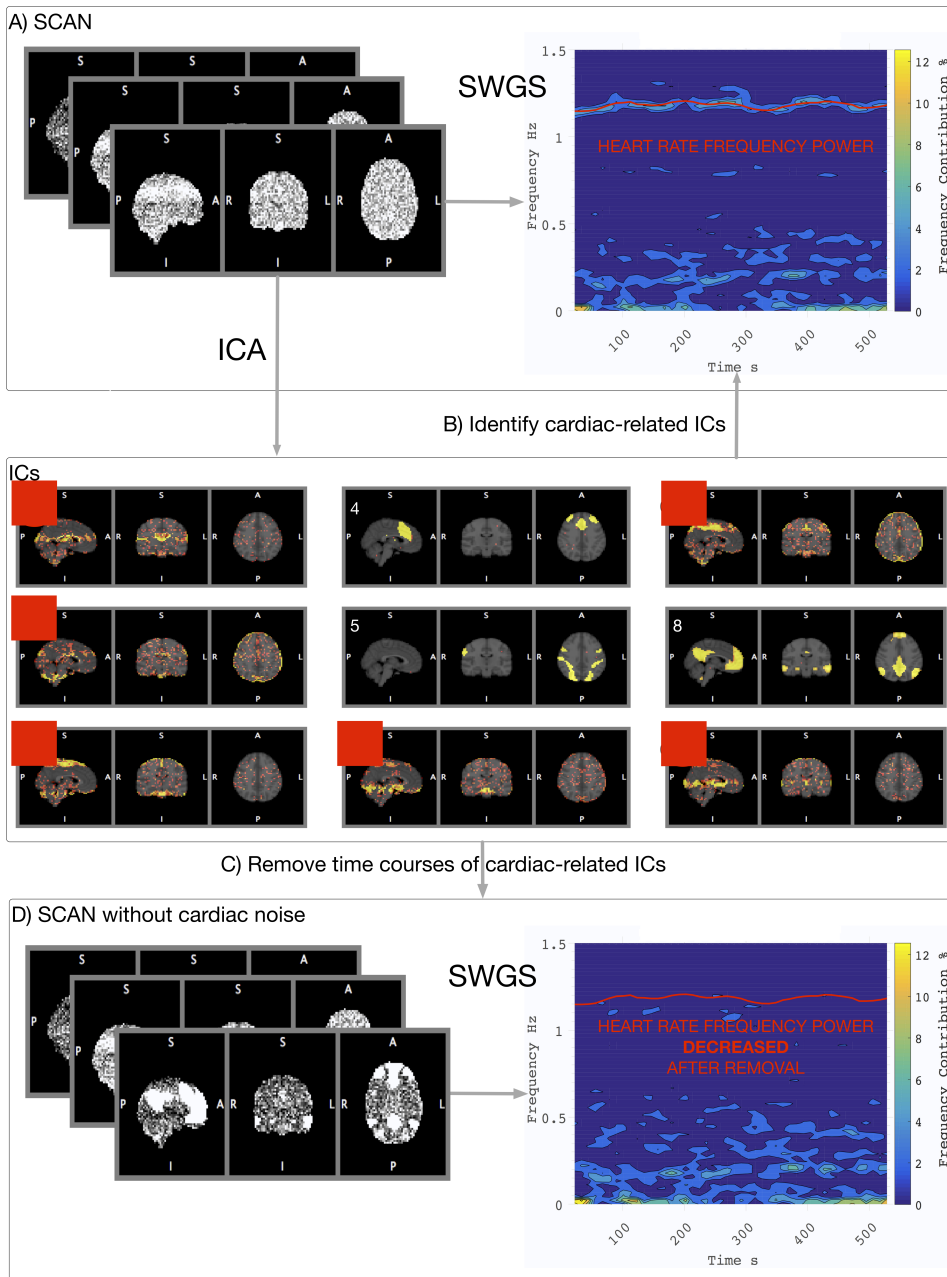 A) SCAN
S S A
P
S S A
P
S S A
P A R L R L
I I P
SWGS
1.5
1
0.5
0
Frequency Hz
HEART RATE FREQUENCY POWER
100 200 300 400 500
Time s
12
10
8
6
4
2
0
Frequency Contribution %
ICA
B) Identify cardiac-related ICs
ICs
S S A
P A R L R L
I I P
4 S S A
P A R L R L
I I P
S S A
P A R L R L
I I P
S S A
P A R L R L
I I P
5 S S A
P A R L R L
I I P
8 S S A
P A R L R L
I I P
S S A
P A R L R L
I I P
S S A
P A R L R L
I I P
S S A
P A R L R L
I I P
C) Remove time courses of cardiac-related ICs
D) SCAN without cardiac noise
S S A
P
S S A
P
S S A
P A R L R L
I I P
SWGS
1.5
1
0.5
0
Frequency Hz
HEART RATE FREQUENCY POWER
DECREASED
AFTER REMOVAL
100 200 300 400 500
Time s
12
10
8
6
4
2
0
Frequency Contribution %